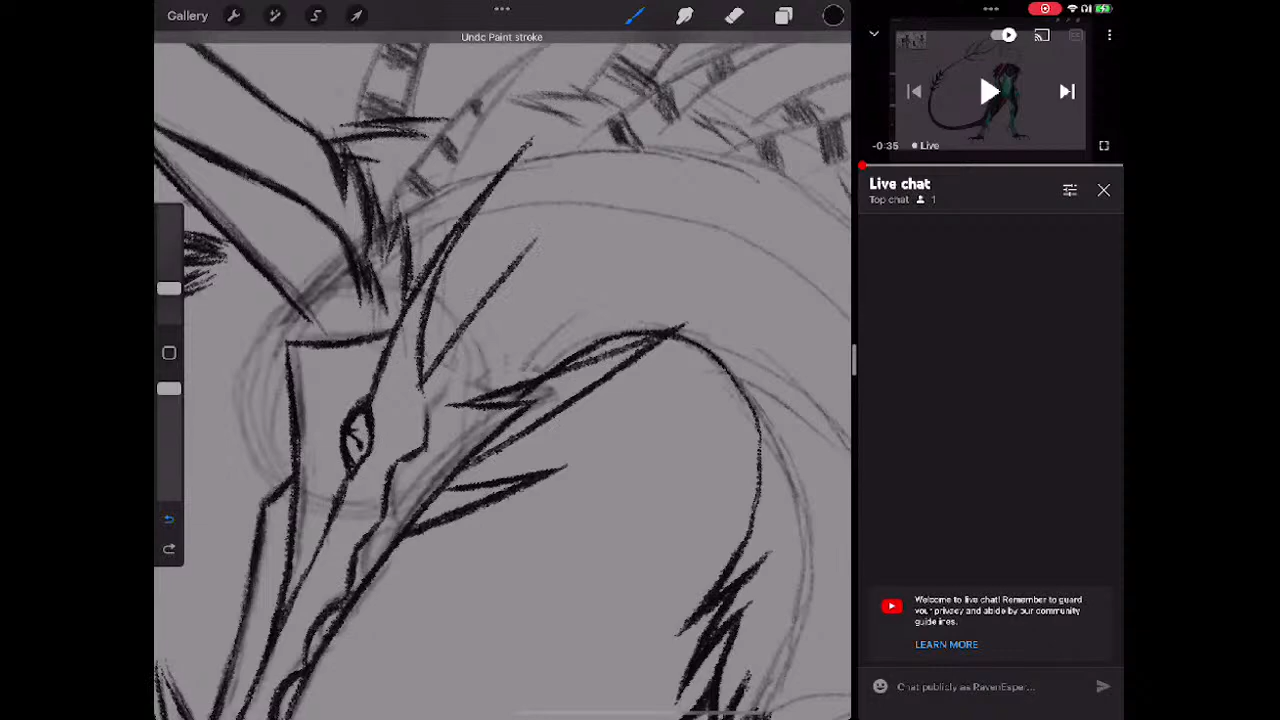 Gallery
Undo Paint stroke
-0:35
Live
Live chat
Top chat 1
Welcome to live chat! Remember to guard
your privacy and abide by our community
guidelines.
LEARN MORE
Chat publicly as RavenEsper...